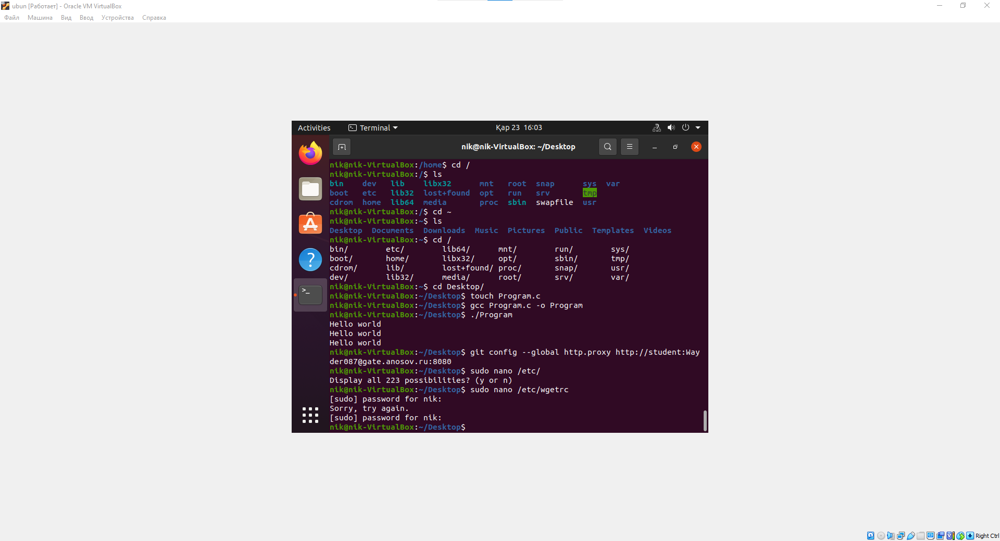 ubun [Работает] - Oracle VM VirtualBox
Файл Машина Вид Ввод Устройства Справка
Activities Terminal Қар 23 16:03
nik@nik-VirtualBox: ~/Desktop
nik@nik-VirtualBox:/home$ cd /
nik@nik-VirtualBox:/$ ls
bin dev lib libx32 mnt root snap sys var
boot etc lib32 lost+found opt run srv tmp
cdrom home lib64 media proc sbin swapfile usr
nik@nik-VirtualBox:/$ cd ~
nik@nik-VirtualBox:~$ ls
Desktop Documents Downloads Music Pictures Public Templates Videos
nik@nik-VirtualBox:~$ cd /
bin/ etc/ lib64/ mnt/ run/ sys/
boot/ home/ libx32/ opt/ sbin/ tmp/
cdrom/ lib/ lost+found/ proc/ snap/ usr/
dev/ lib32/ media/ root/ srv/ var/
nik@nik-VirtualBox:~$ cd Desktop/
nik@nik-VirtualBox:~/Desktop$ touch Program.c
nik@nik-VirtualBox:~/Desktop$ gcc Program.c -o Program
nik@nik-VirtualBox:~/Desktop$ ./Program
Hello world
Hello world
Hello world
nik@nik-VirtualBox:~/Desktop$ git config --global http.proxy http://student:Way
der087@gate.anosov.ru:8080
nik@nik-VirtualBox:~/Desktop$ sudo nano /etc/
Display all 223 possibilities? (y or n)
nik@nik-VirtualBox:~/Desktop$ sudo nano /etc/wgetrc
[sudo] password for nik:
Sorry, try again.
[sudo] password for nik:
nik@nik-VirtualBox:~/Desktop$
Right Ctrl